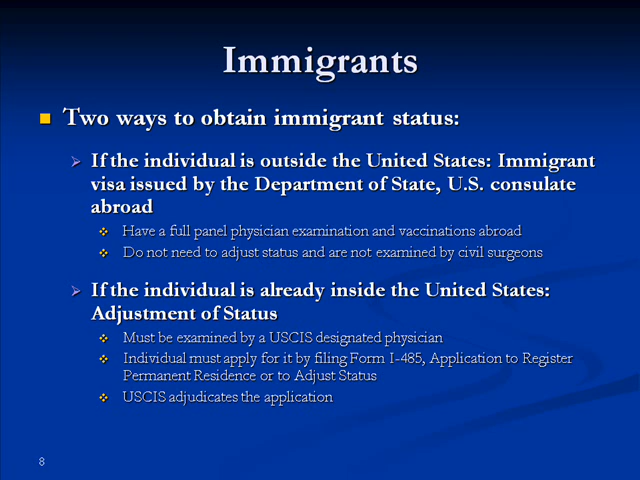 Immigrants
Two ways to obtain immigrant status:
If the individual is outside the United States: Immigrant
visa issued by the Department of State, U.S. consulate
abroad
Have a full panel physician examination and vaccinations abroad
Do not need to adjust status and are not examined by civil surgeons
If the individual is already inside the United States:
Adjustment of Status
Must be examined by a USCIS designated physician
Individual must apply for it by filing Form I-485, Application to Register
Permanent Residence or to Adjust Status
USCIS adjudicates the application
8